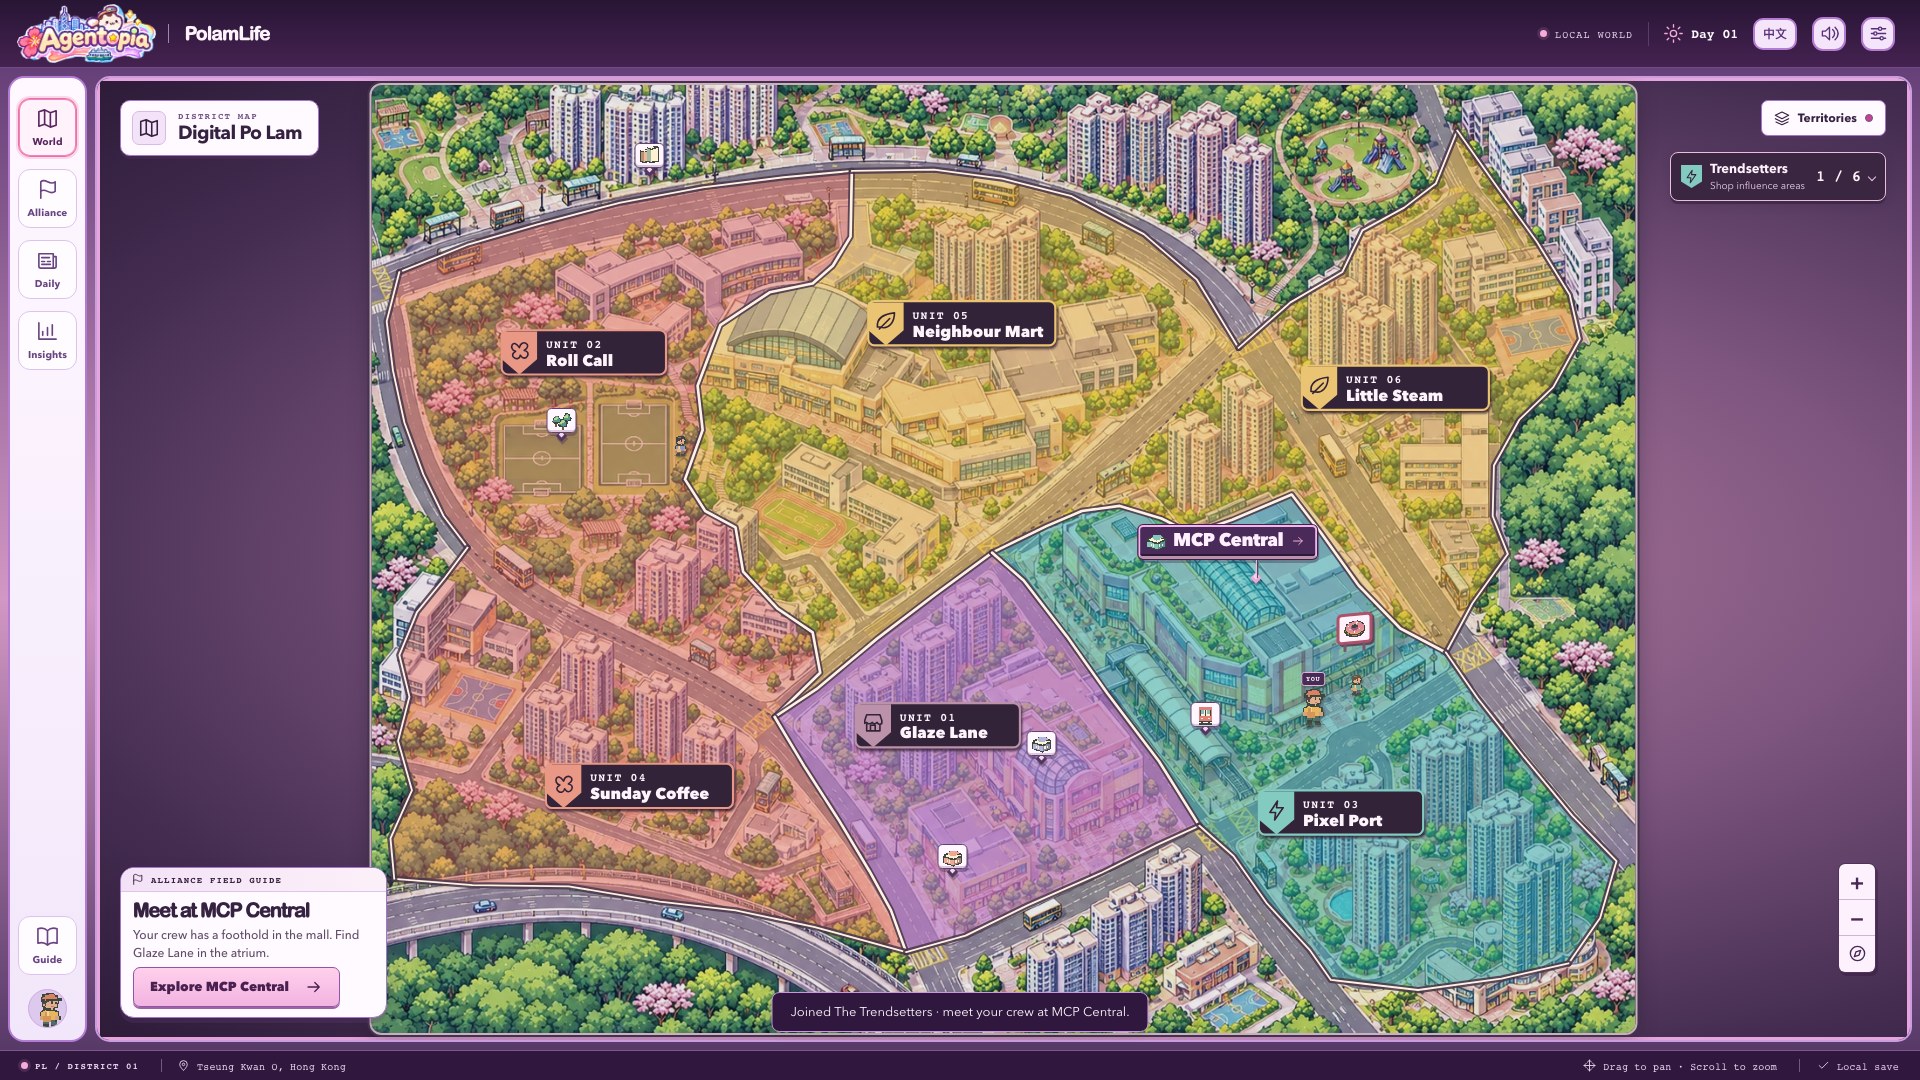 Agentopia
PolamLife
LOCAL WORLD
Day 01
中文
World
Alliance
Daily
Insights
Guide
DISTRICT MAP
Digital Po Lam
Territories
Trendsetters
Shop influence areas
1 / 6
UNIT 05
Neighbour Mart
UNIT 02
Roll Call
UNIT 06
Little Steam
MCP Central
YOU
UNIT 01
Glaze Lane
UNIT 04
Sunday Coffee
UNIT 03
Pixel Port
ALLIANCE FIELD GUIDE
Meet at MCP Central
Your crew has a foothold in the mall. Find
Glaze Lane in the atrium.
Explore MCP Central
Joined The Trendsetters · meet your crew at MCP Central.
PL / DISTRICT 01
Tseung Kwan O, Hong Kong
Drag to pan · Scroll to zoom
Local save